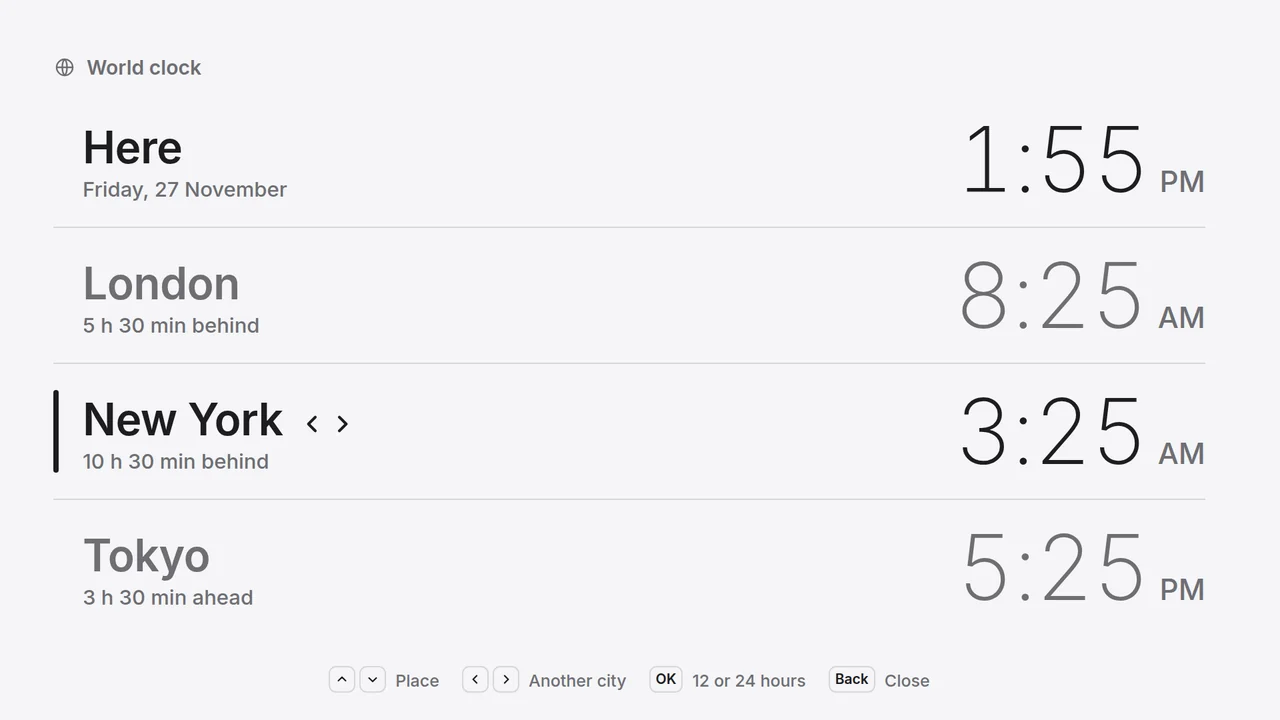 World clock
Here
Friday, 27 November
1:55 PM
London
5 h 30 min behind
8:25 AM
New York
10 h 30 min behind
3:25 AM
Tokyo
3 h 30 min ahead
5:25 PM
Place Another city OK 12 or 24 hours Back Close